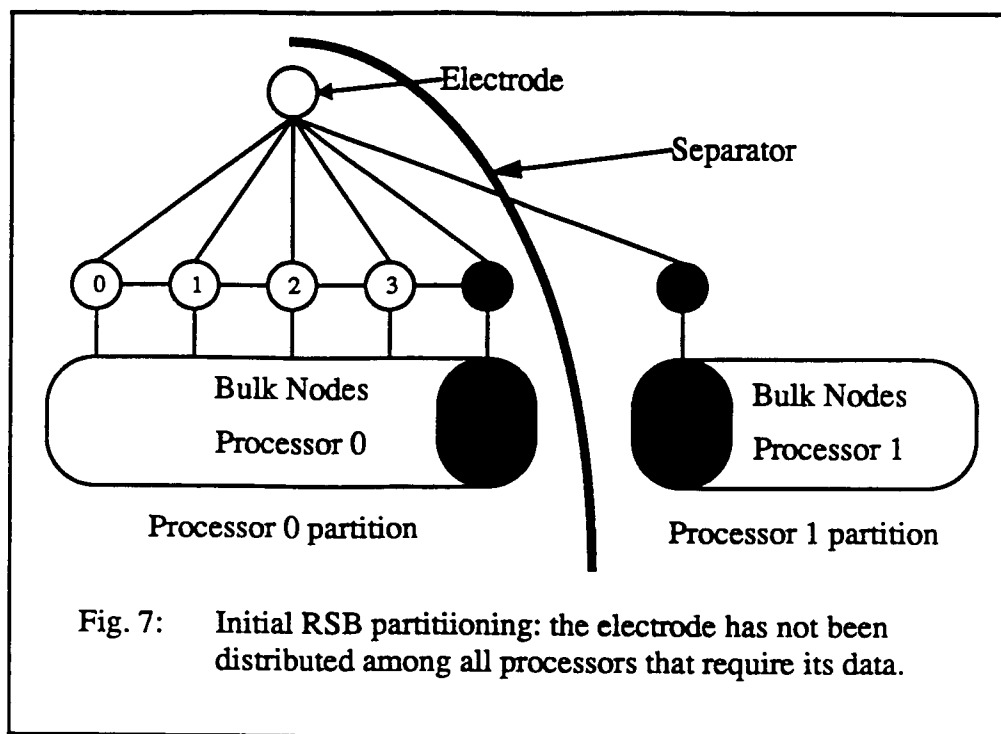 Electrode
Separator
0 1 2 3
Bulk Nodes
Processor 0
Bulk Nodes
Processor 1
Processor 0 partition
Processor 1 partition
Fig. 7: Initial RSB partitiioning: the electrode has not been
distributed among all processors that require its data.